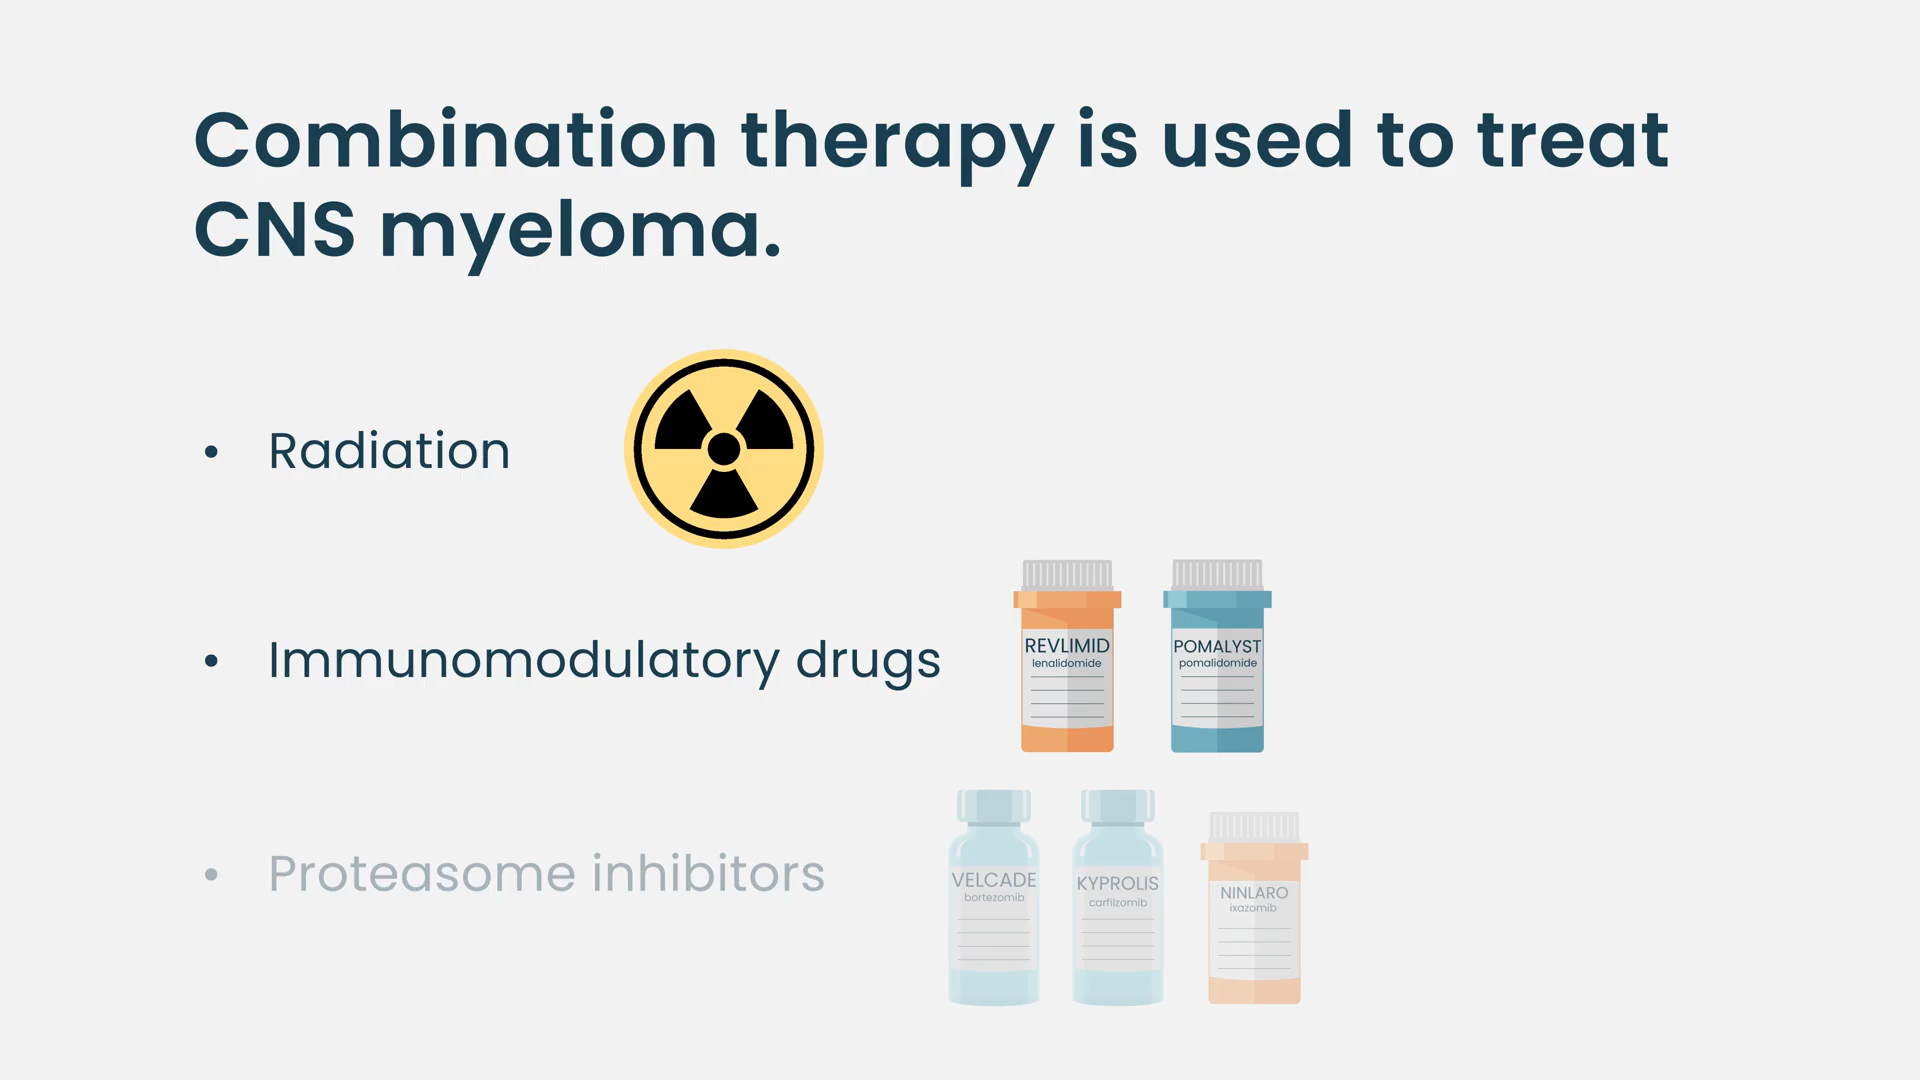 Combination therapy is used to treat
CNS myeloma.
• Radiation
• Immunomodulatory drugs
REVLIMID
lenalidomide
POMALYST
pomalidomide
• Proteasome inhibitors
VELCADE
bortezomib
KYPROLIS
carfilzomib
NINLARO
ixazomib